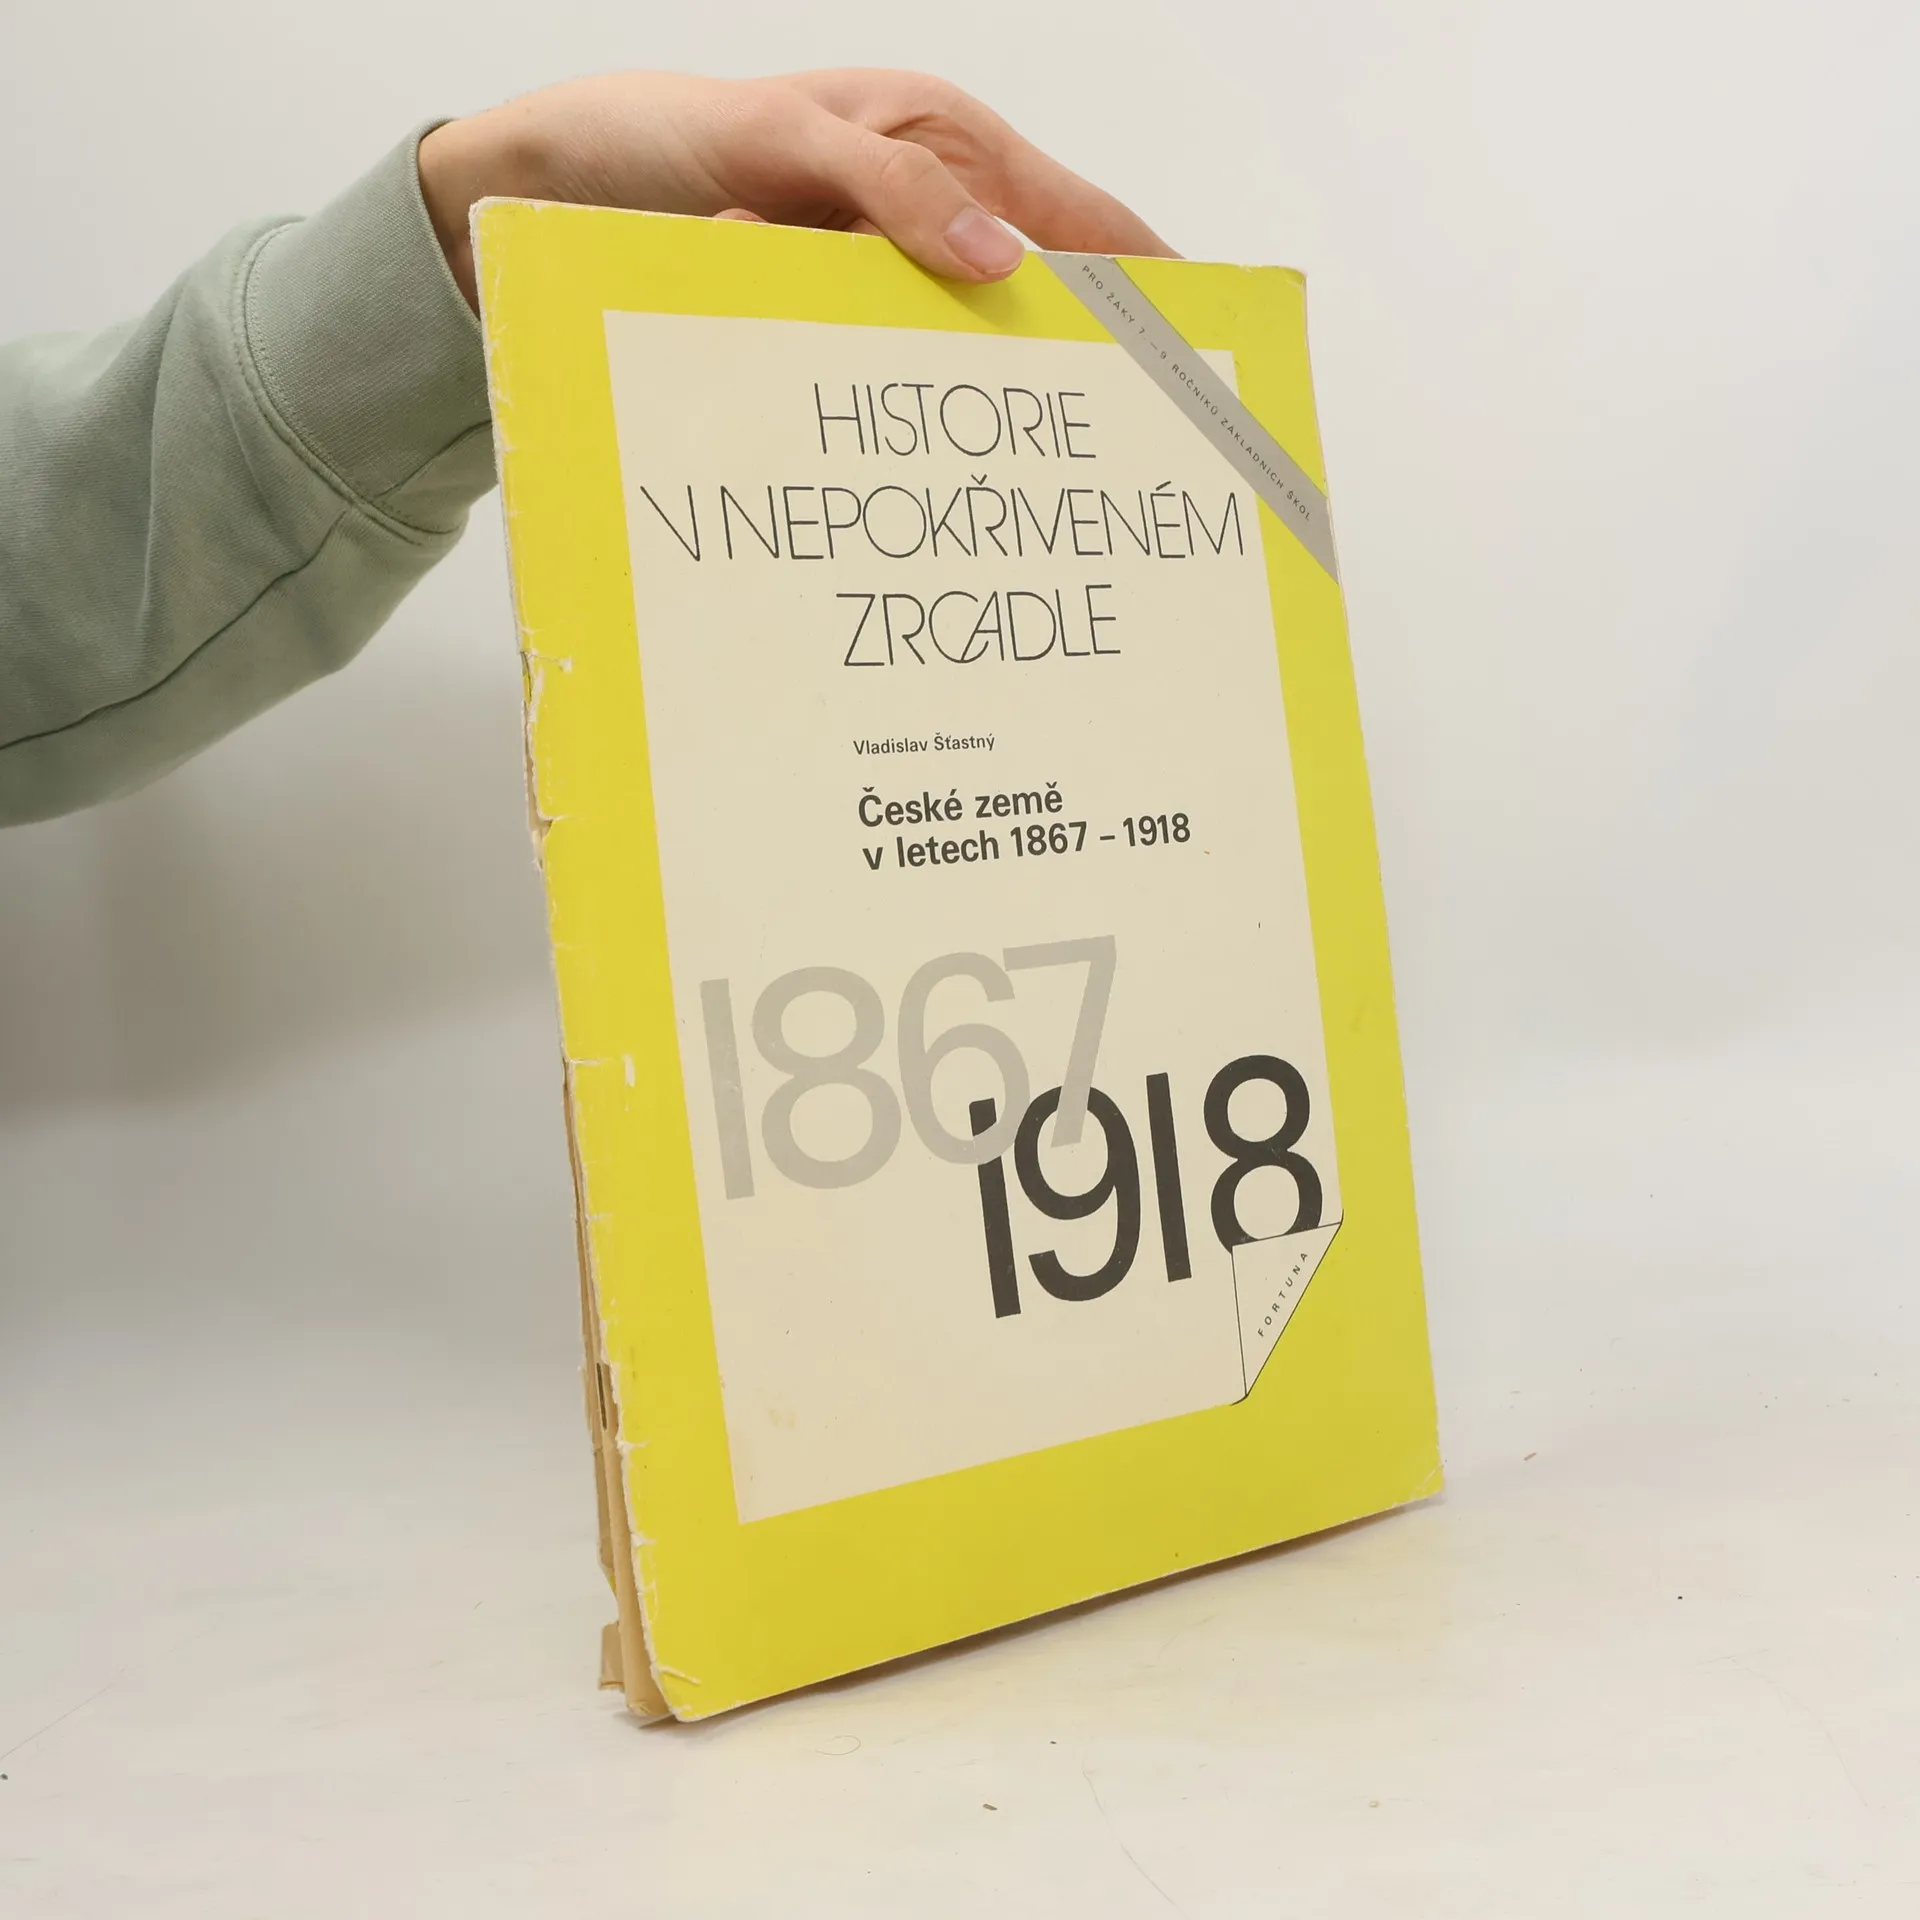 PRO ŽÁKY 7. — 9 ROČNÍKŮ ZÁKLADNÍCH ŠKOL
HISTORIE
V NEPOKŘIVENÉM
ZRCADLE
Vladislav Šťastný
České země
v letech 1867 – 1918
1867
1918
FORTUNA